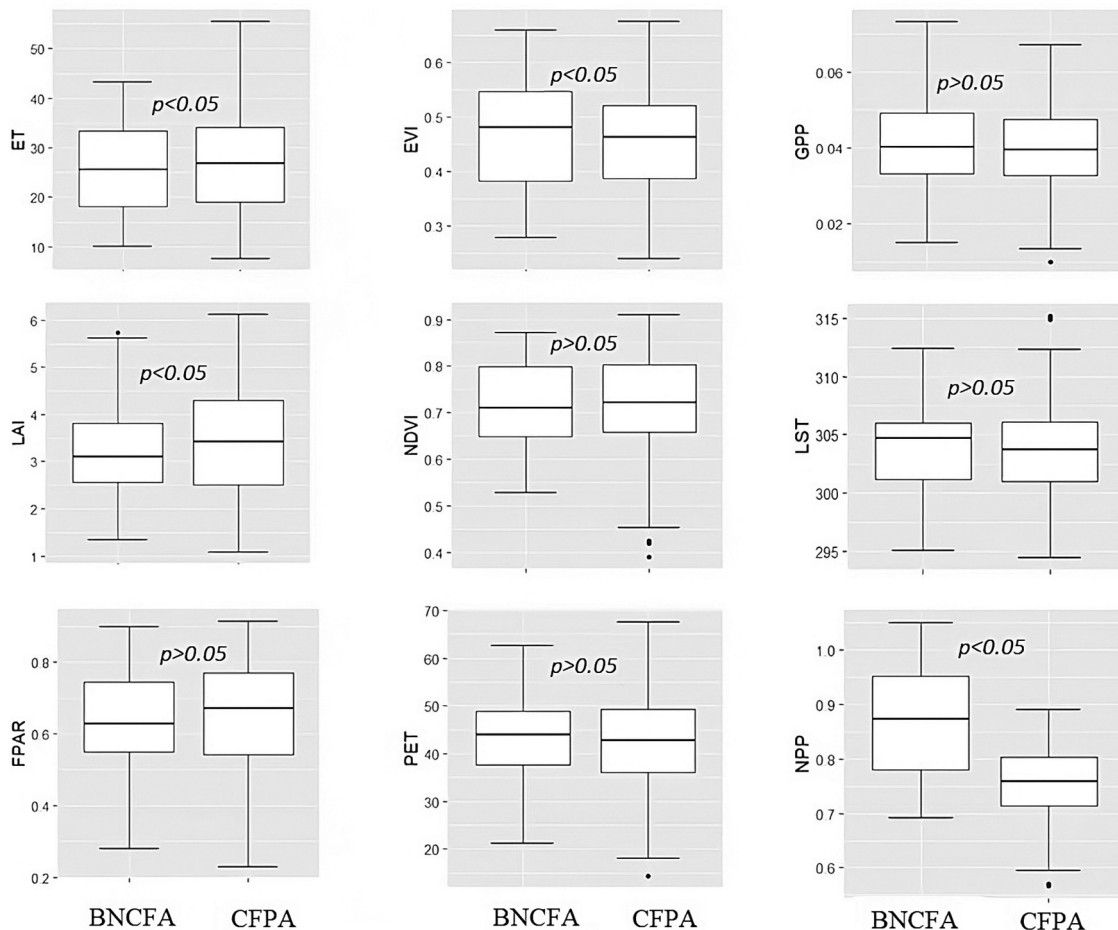 ET
50
40
30
20
10
p<0.05
EVI
0.6
0.5
0.4
0.3
p<0.05
GPP
0.06
0.04
0.02
p>0.05
LAI
6
5
4
3
2
1
p<0.05
NDVI
0.9
0.8
0.7
0.6
0.5
0.4
p>0.05
LST
315
310
305
300
295
p>0.05
FPAR
0.8
0.6
0.4
0.2
p>0.05
PET
70
60
50
40
30
20
p>0.05
NPP
1.0
0.9
0.8
0.7
0.6
p<0.05
BNCFA CFPA
BNCFA CFPA
BNCFA CFPA